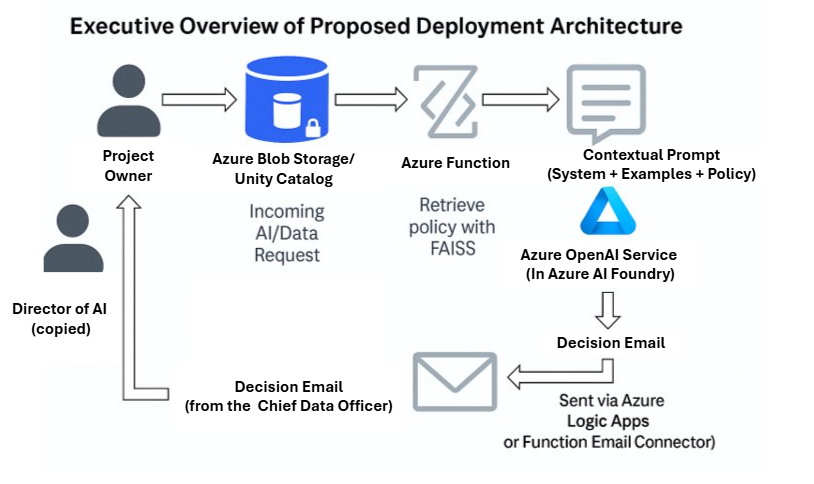 Executive Overview of Proposed Deployment Architecture
Project
Owner
Azure Blob Storage/
Unity Catalog
Incoming
AI/Data
Request
Azure Function
Retrieve
policy with
FAISS
Contextual Prompt
(System + Examples + Policy)
Azure OpenAI Service
(In Azure AI Foundry)
Decision Email
Sent via Azure
Logic Apps
or Function Email Connector)
Decision Email
(from the Chief Data Officer)
Director of AI
(copied)